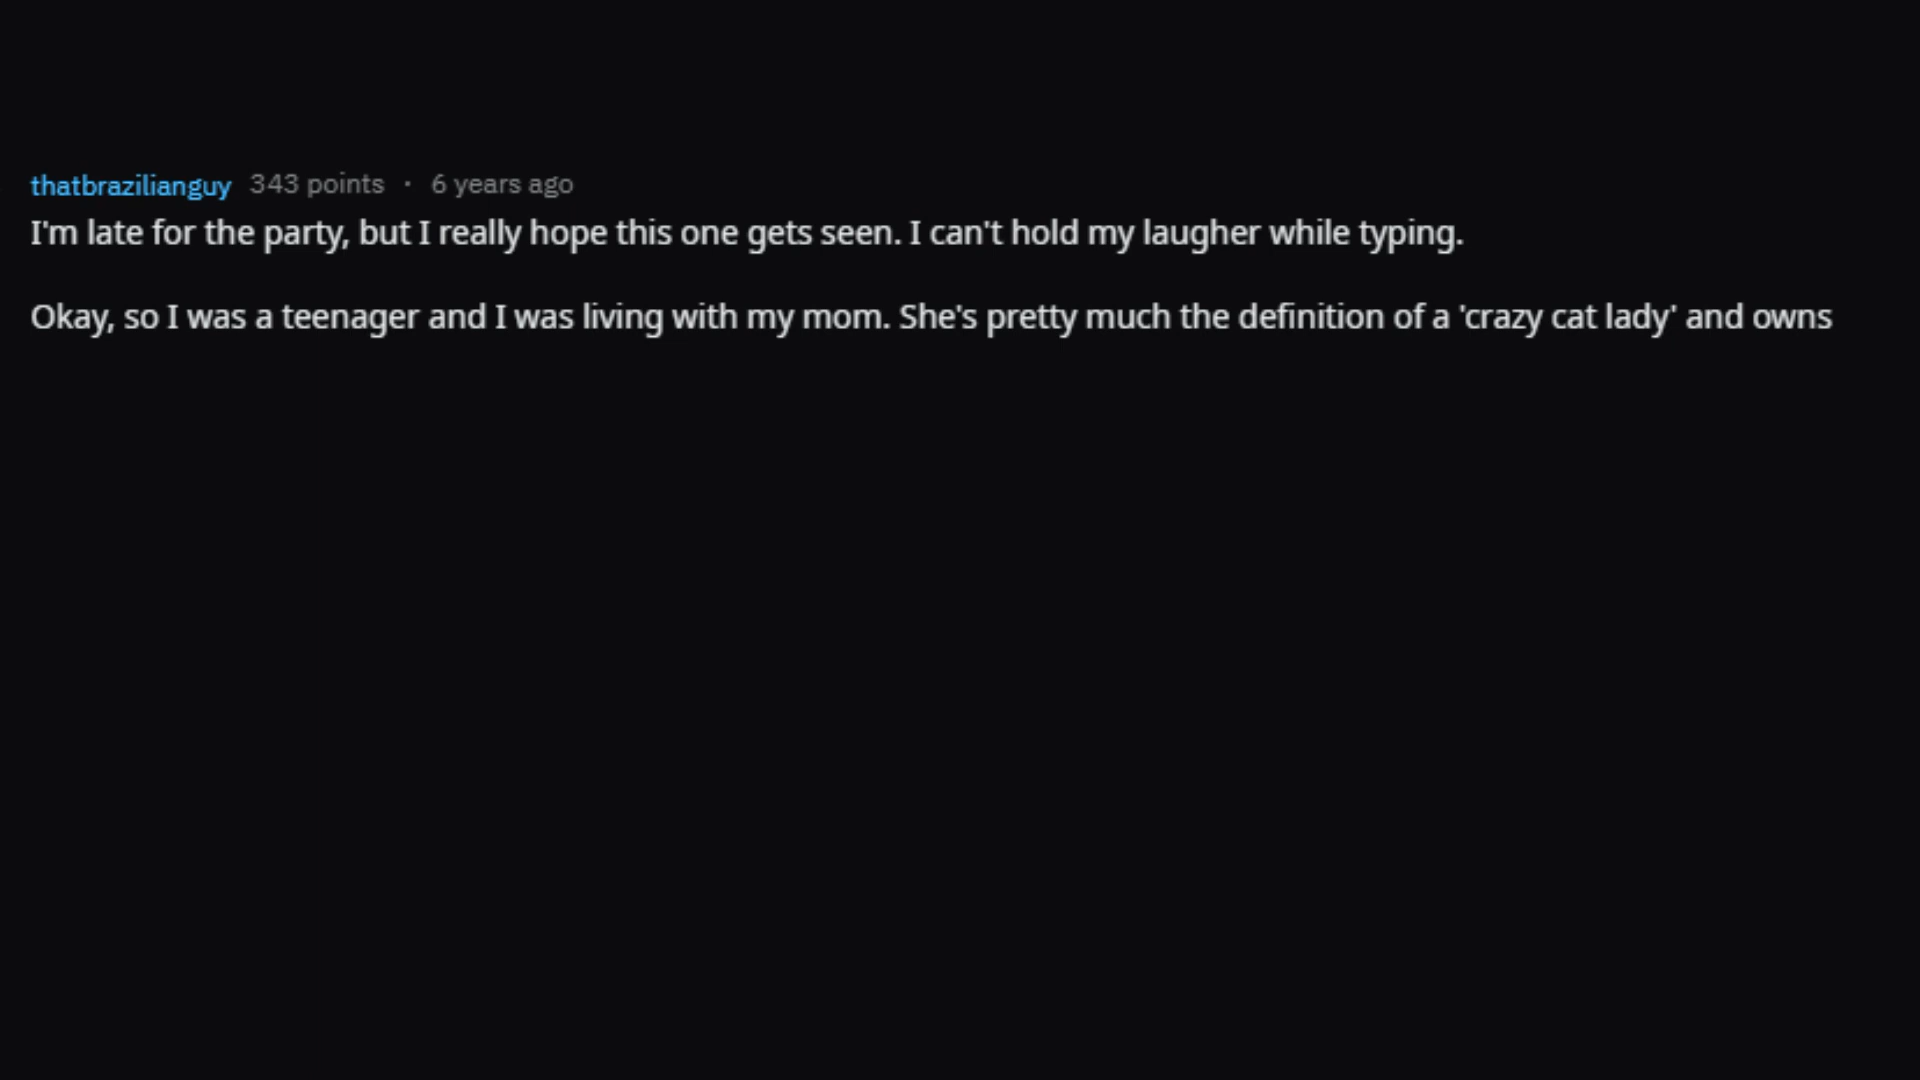 thatbrazilianguy 343 points · 6 years ago
I'm late for the party, but I really hope this one gets seen. I can't hold my laugher while typing.
Okay, so I was a teenager and I was living with my mom. She's pretty much the definition of a 'crazy cat lady' and owns